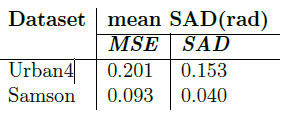 Dataset mean SAD(rad)
MSE SAD
Urban4 0.201 0.153
Samson 0.093 0.040